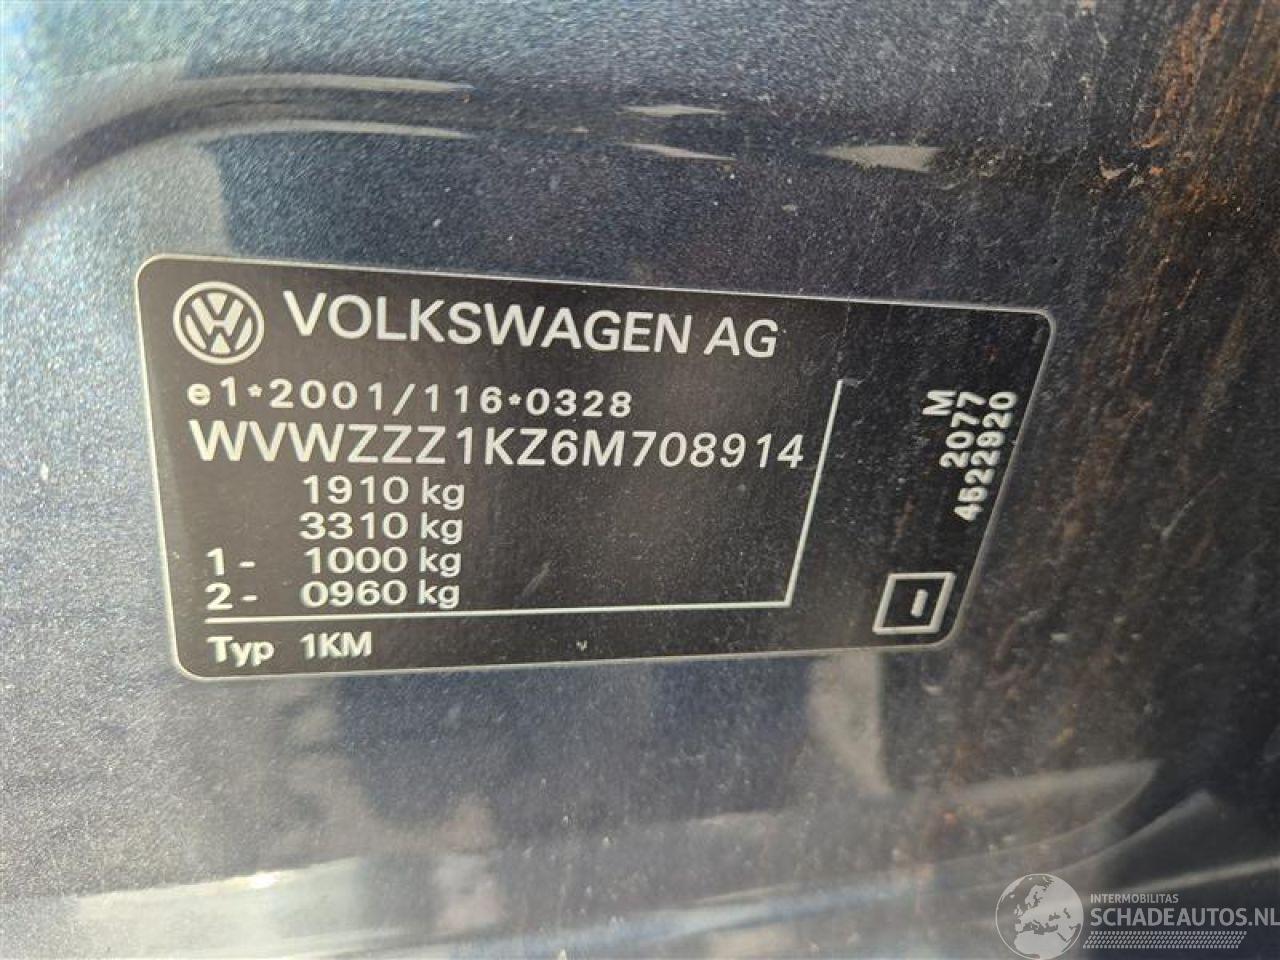 VOLKSWAGEN AG
e1*2001/116*0328
WVWZZZ1KZ6M708914
1910 kg
3310 kg
1- 1000 kg
2- 0960 kg
Typ 1KM
M
2077
4522920
INTERMOBILITAS
SCHADEAUTOS.NL